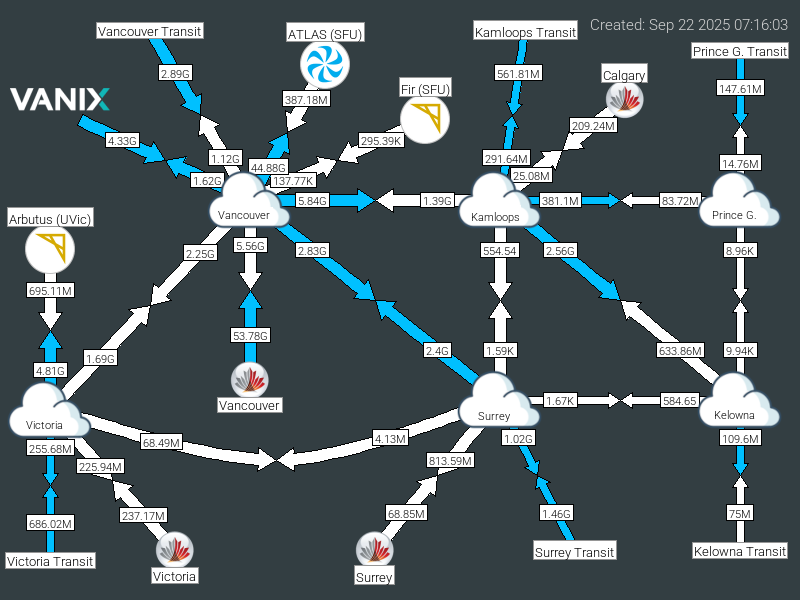 Created: Sep 22 2025 07:16:03
Vancouver Transit
ATLAS (SFU)
Kamloops Transit
Prince G. Transit
2.89G
561.81M
Calgary
147.61M
Fir (SFU)
VANIX
387.18M
209.24M
4.33G
295.39K
1.12G
291.64M
14.76M
44.88G
25.08M
1.62G
137.77K
5.84G
1.39G
381.1M
83.72M
Vancouver
Kamloops
Prince G.
Arbutus (UVic)
2.25G
5.56G
2.83G
554.54
2.56G
8.96K
695.11M
53.78G
1.69G
2.4G
1.59K
633.86M
9.94K
4.81G
Vancouver
1.67K
584.65
Victoria
Surrey
Kelowna
255.68M
68.49M
4.13M
1.02G
109.6M
225.94M
813.59M
686.02M
237.17M
68.85M
1.46G
75M
Victoria Transit
Victoria
Surrey
Surrey Transit
Kelowna Transit